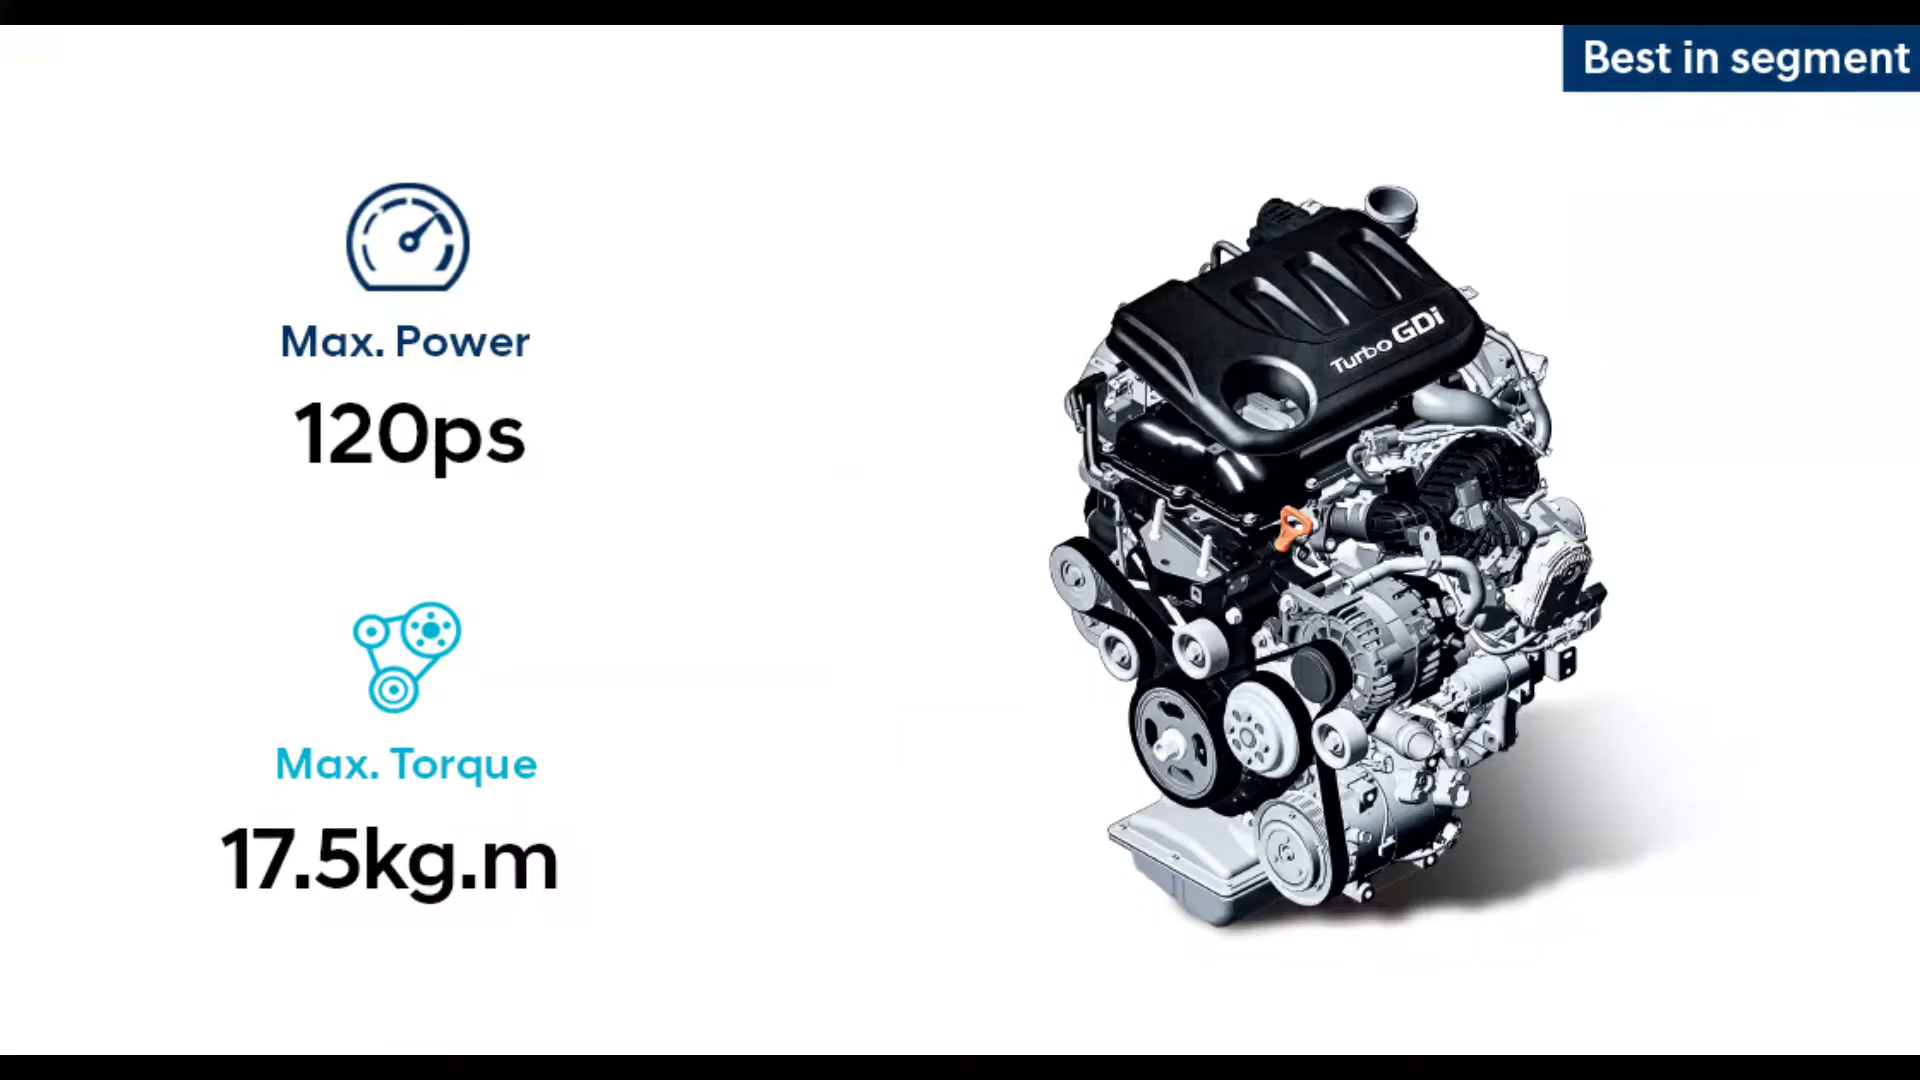 Best in segment
Max. Power
120ps
Turbo GDi
Max. Torque
17.5kg.m